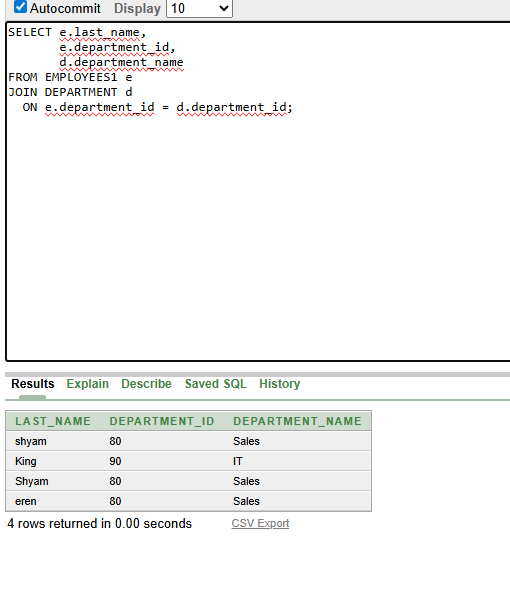 Autocommit Display 10
SELECT e.last_name,
e.department_id,
d.department_name
FROM EMPLOYEES1 e
JOIN DEPARTMENT d
ON e.department_id = d.department_id;
Results Explain Describe Saved SQL History
LAST_NAME DEPARTMENT_ID DEPARTMENT_NAME
shyam 80 Sales
King 90 IT
Shyam 80 Sales
eren 80 Sales
4 rows returned in 0.00 seconds CSV Export